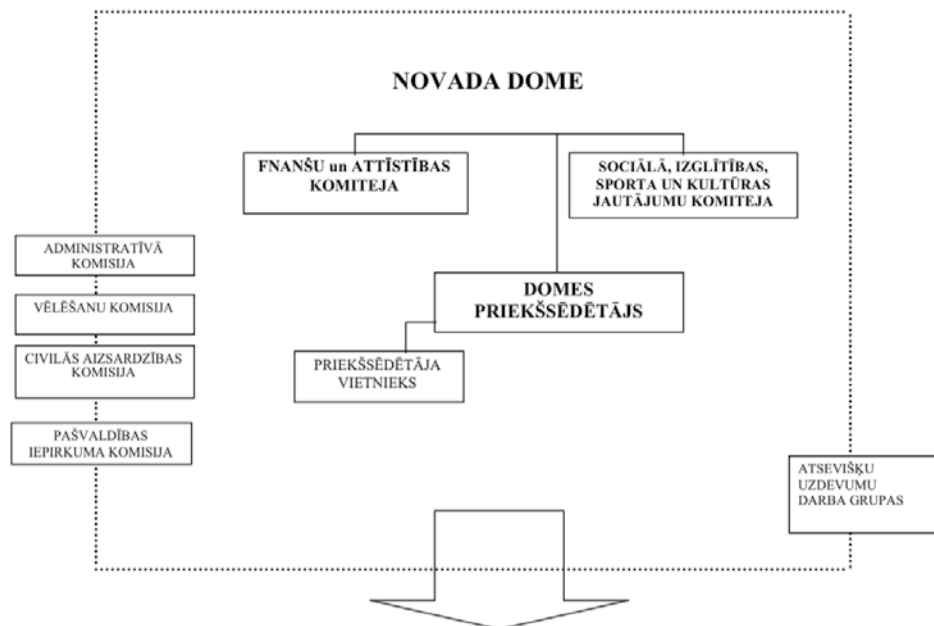 NOVADA DOME
FNANŠU un ATTĪSTĪBAS
KOMITEJA
SOCIĀLĀ, IZGLĪTĪBAS,
SPORTA UN KULTŪRAS
JAUTĀJUMU KOMITEJA
ADMINISTRATĪVĀ
KOMISIJA
VĒLĒŠANU KOMISIJA
CIVILĀS AIZSARDZĪBAS
KOMISIJA
PAŠVALDĪBAS
IEPIRKUMA KOMISIJA
DOMES
PRIEKŠSĒDĒTĀJS
PRIEKŠSĒDĒTĀJA
VIETNIEKS
ATSEVIŠĶU
UZDEVUMU
DARBA GRUPAS